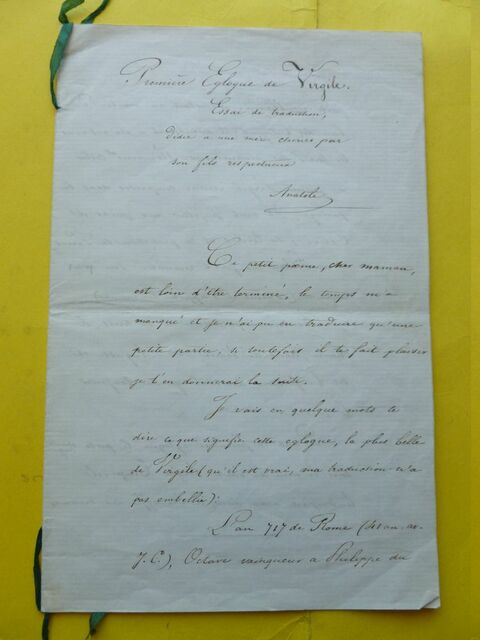 Première Eglogue de Virgile.
Essai de traduction,
dédié a une mère chérie par
son fils respectueux
Anatole
Ce petit poëme, cher maman,
est loin d'être terminé, le temps m'a
manqué et je n'ai pu en traduire qu'une
petite partie, si toutefois il te fait plaisir
je t'en donnerai la suite.
Je vais en quelque mots te
dire ce que signifie cette eglogue, la plus belle
de Virgile (qu'il est vrai, ma traduction n'a
pas embellie):
L'an 717 de Rome (41 an. av.
J.C.), Octave vainqueur a Philippe du